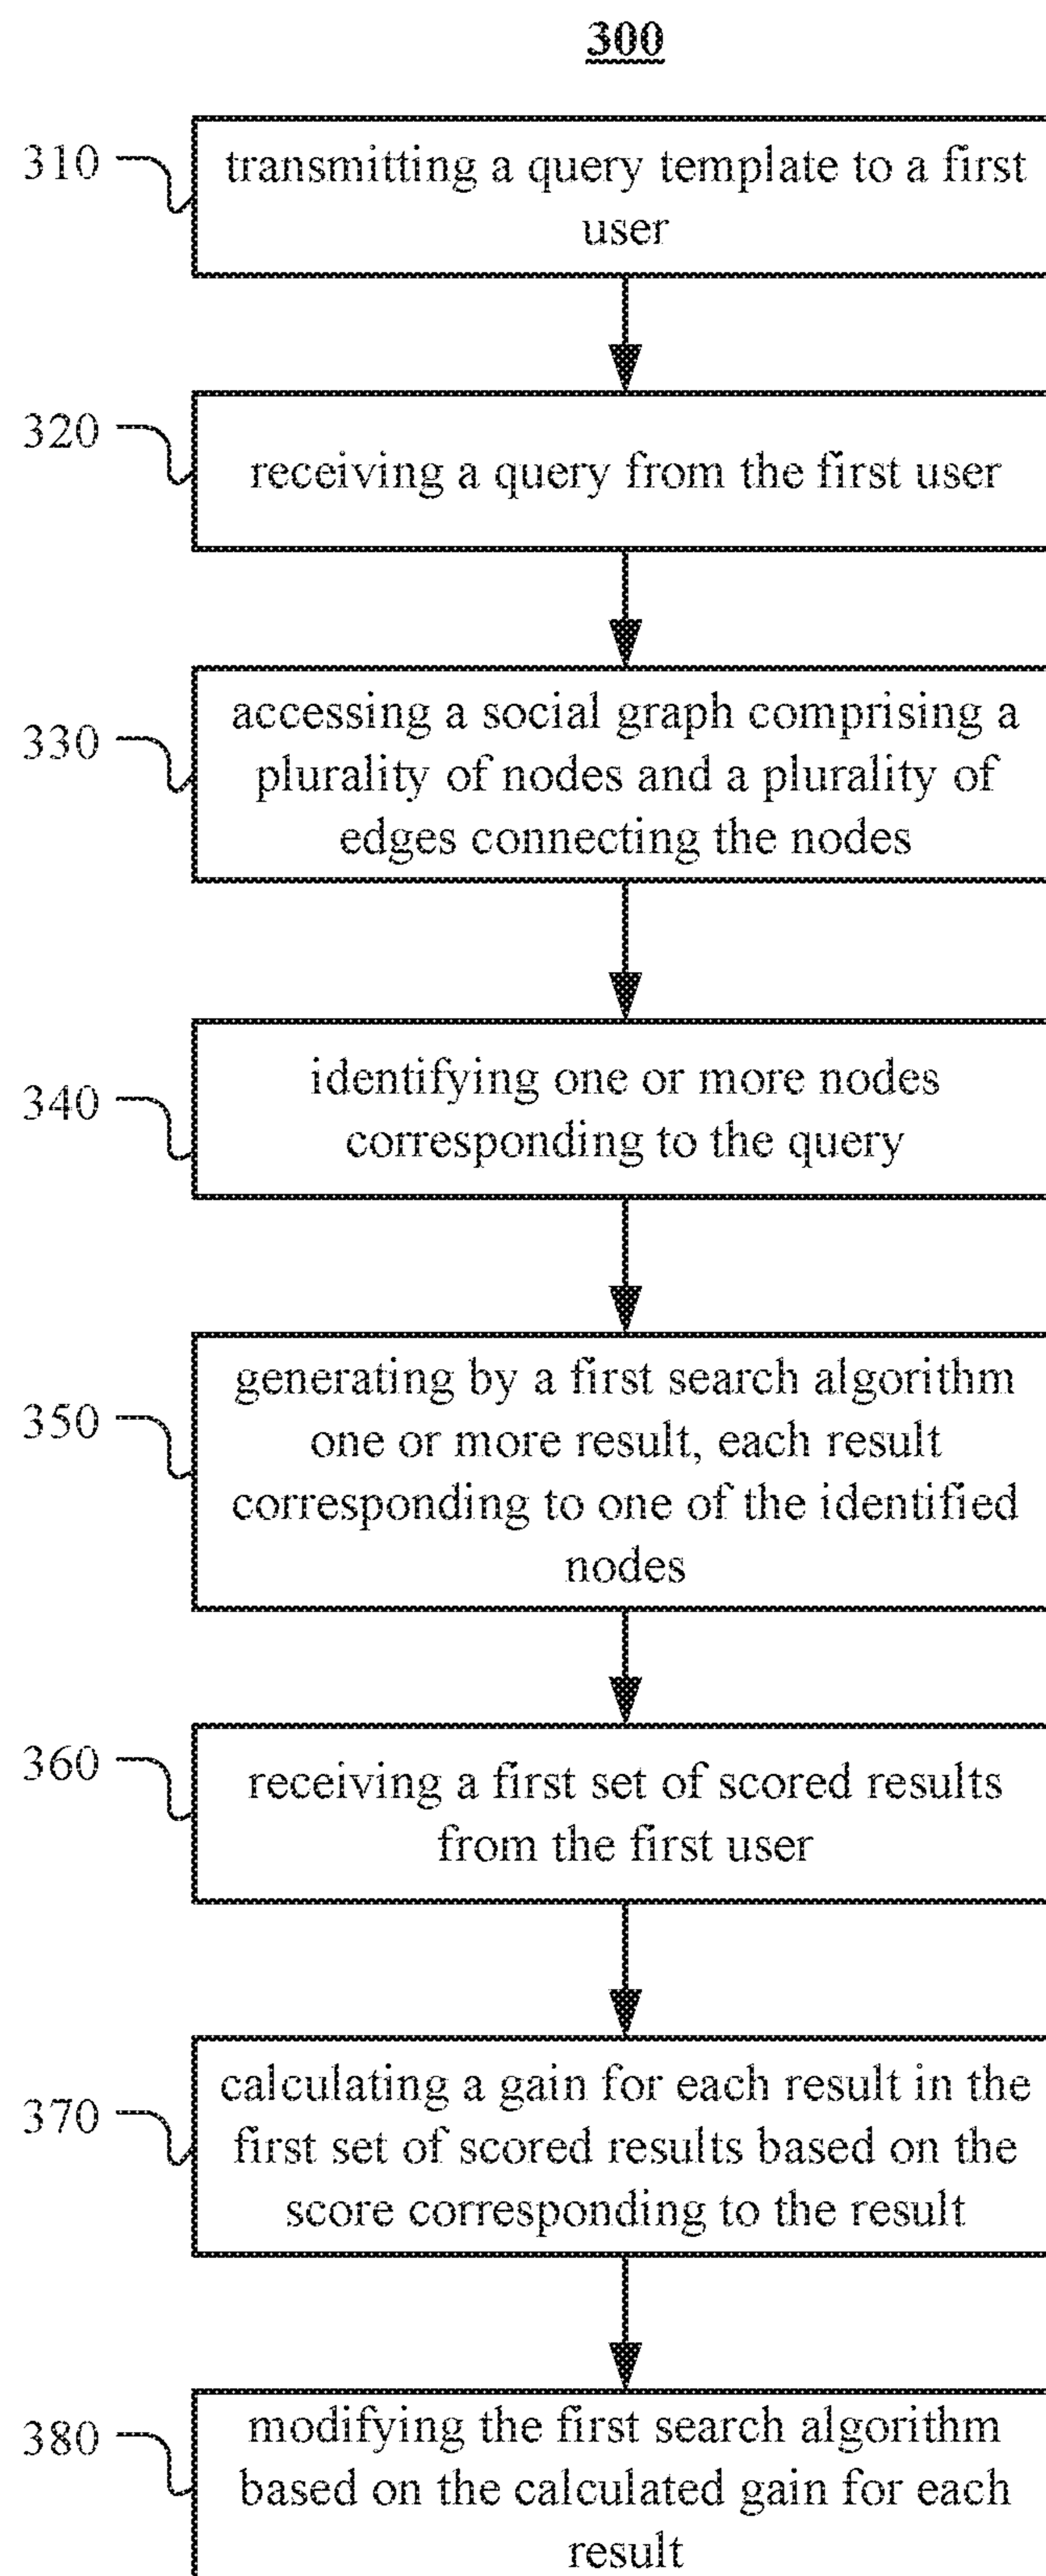 300
310
transmitting a query template to a first
user
320
receiving a query from the first user
330
accessing a social graph comprising a
plurality of nodes and a plurality of
edges connecting the nodes
340
identifying one or more nodes
corresponding to the query
350
generating by a first search algorithm
one or more result, each result
corresponding to one of the identified
nodes
360
receiving a first set of scored results
from the first user
370
calculating a gain for each result in the
first set of scored results based on the
score corresponding to the result
380
modifying the first search algorithm
based on the calculated gain for each
result